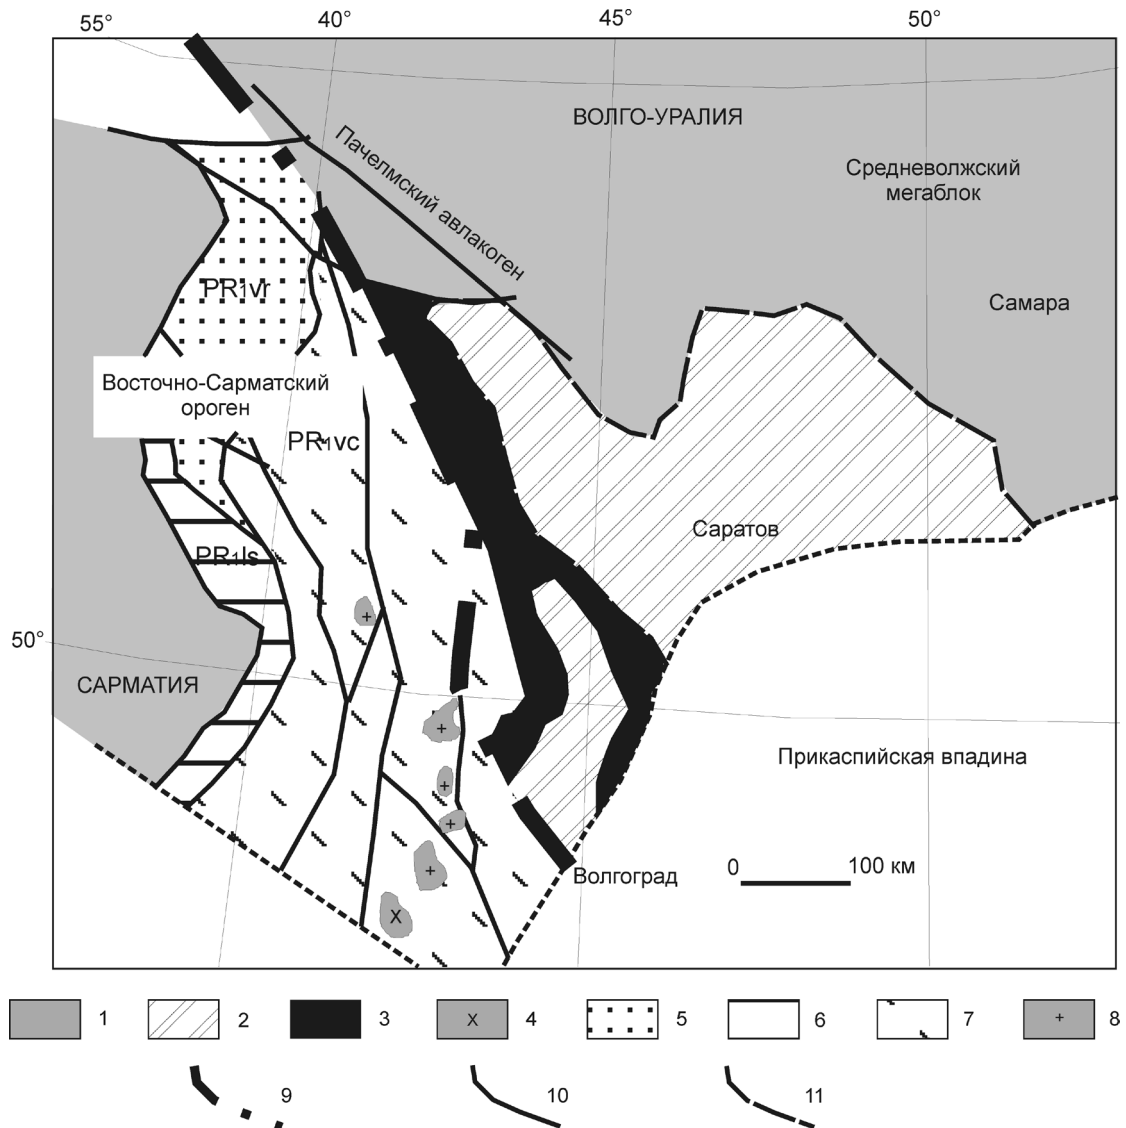 55°
40°
45°
50°
ВОЛГО-УРАЛИЯ
Пачелмский авлакоген
Средневолжский
мегаблок
PR1vr
Самара
Восточно-Сарматский
ороген
PR1vc
Саратов
PR1ls
50°
САРМАТИЯ
Прикаспийская впадина
0
100 км
Волгоград
+
+
+
+
+
X
1
2
3
X
4
5
6
7
+
8
9
10
11